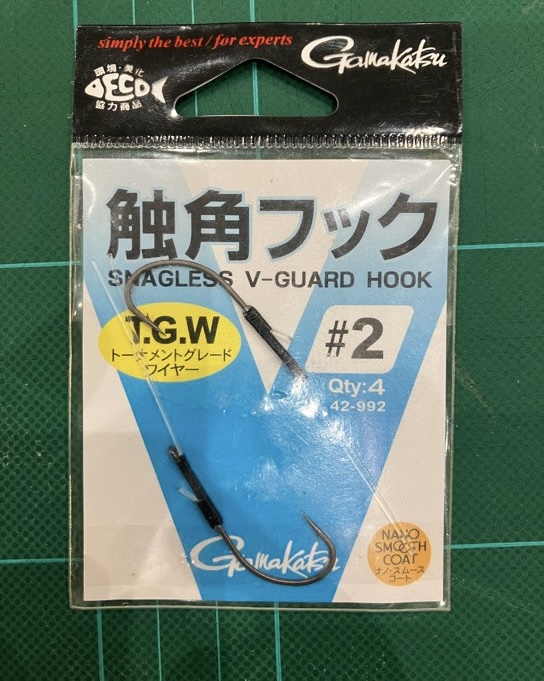 simply the best / for experts
Gamakatsu
環境・美化
ECO
協力商品
触角フック
SNAGLESS V-GUARD HOOK
T.G.W
トーナメントグレード
ワイヤー
#2
Qty:4
42-992
Gamakatsu
NANO
SMOOTH
COAT
ナノ・スムース
コート